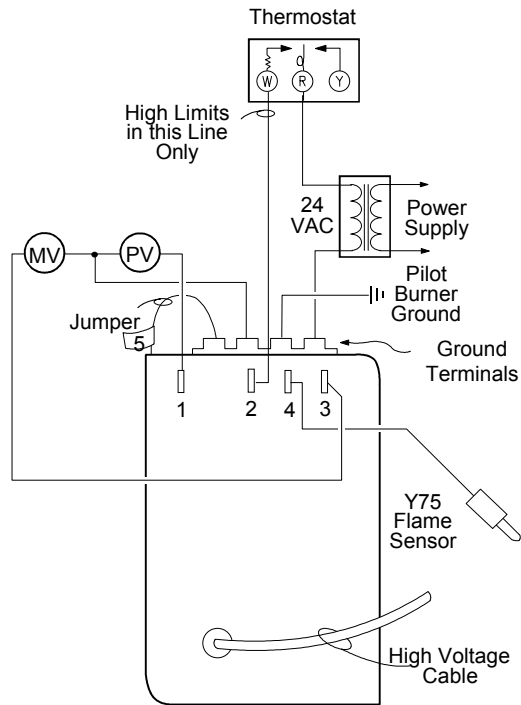 Thermostat
W
R
Y
High Limits
in this Line
Only
24
VAC
Power
Supply
MV
PV
Pilot
Burner
Ground
Jumper
5
Ground
Terminals
1
2
4
3
Y75
Flame
Sensor
High Voltage
Cable